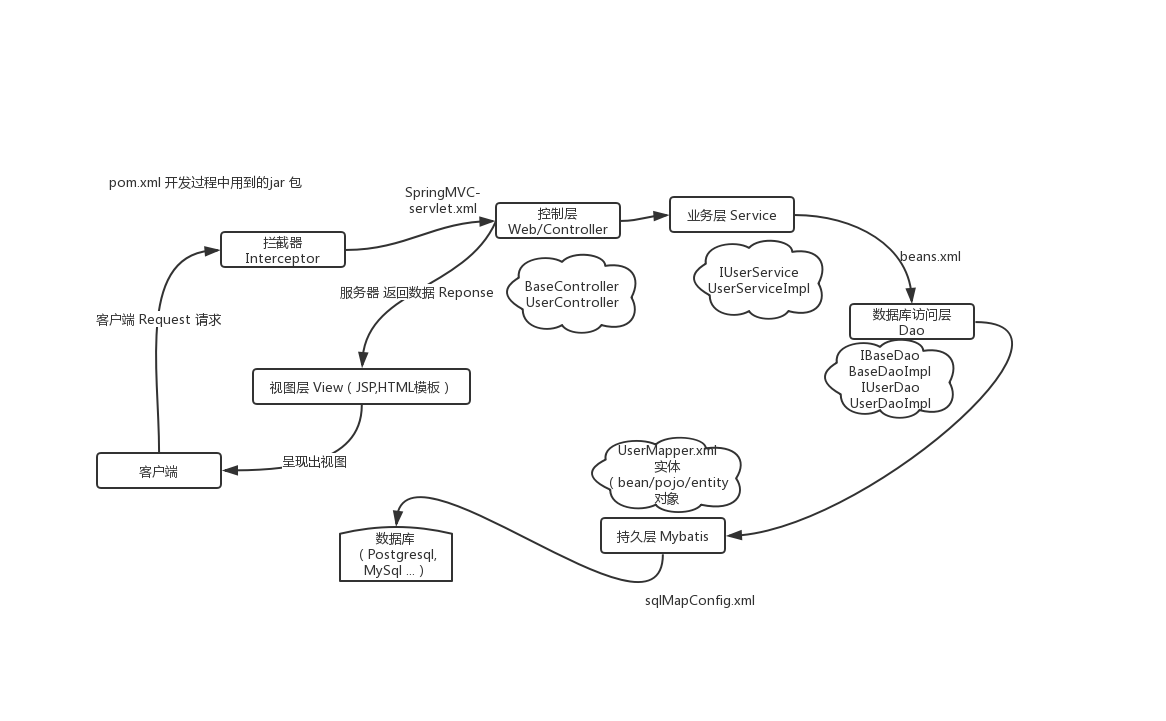 pom.xml 开发过程中用到的jar 包
SpringMVC-
servlet.xml
控制层
Web/Controller
业务层 Service
拦截器
Interceptor
beans.xml
BaseController
UserController
IUserService
UserServiceImpl
服务器 返回数据 Reponse
客户端 Request 请求
数据库访问层
Dao
IBaseDao
BaseDaoImpl
IUserDao
UserDaoImpl
视图层 View（JSP,HTML模板）
呈现出视图
客户端
UserMapper.xml
实体
（bean/pojo/entity
对象
持久层 Mybatis
数据库
（Postgresql,
MySql ...）
sqlMapConfig.xml